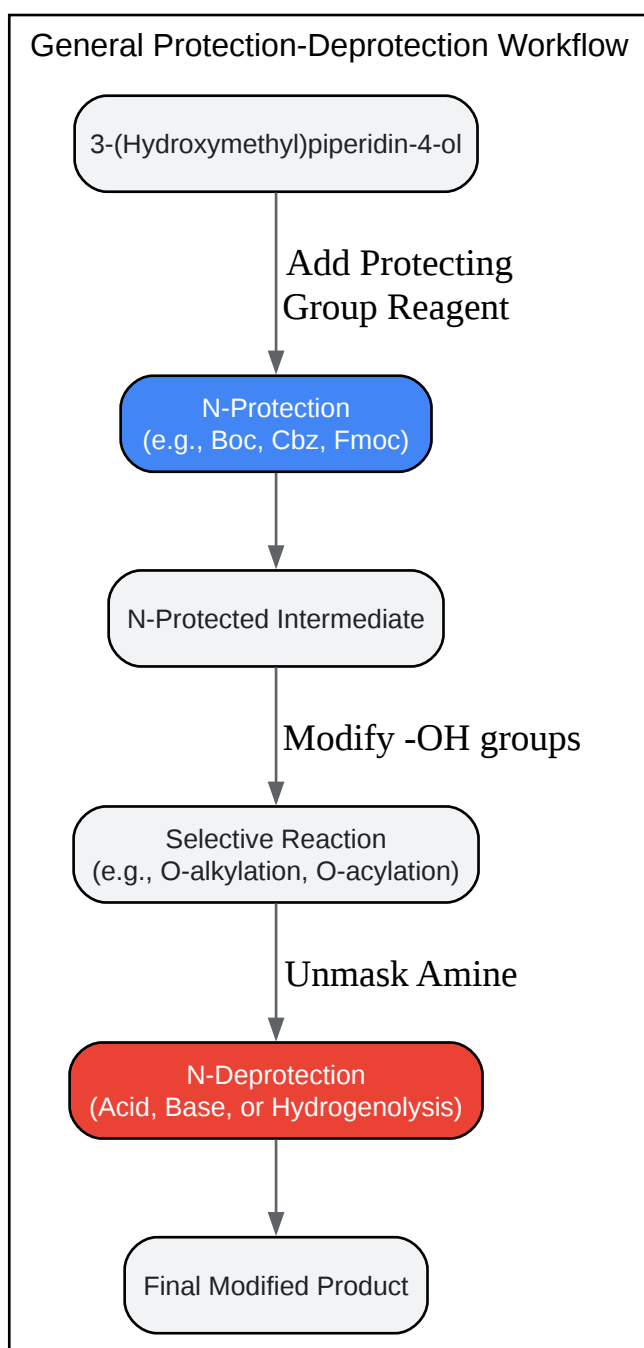 General Protection-Deprotection Workflow
3-(Hydroxymethyl)piperidin-4-ol
Add Protecting
Group Reagent
N-Protection
(e.g., Boc, Cbz, Fmoc)
N-Protected Intermediate
Modify -OH groups
Selective Reaction
(e.g., O-alkylation, O-acylation)
Unmask Amine
N-Deprotection
(Acid, Base, or Hydrogenolysis)
Final Modified Product